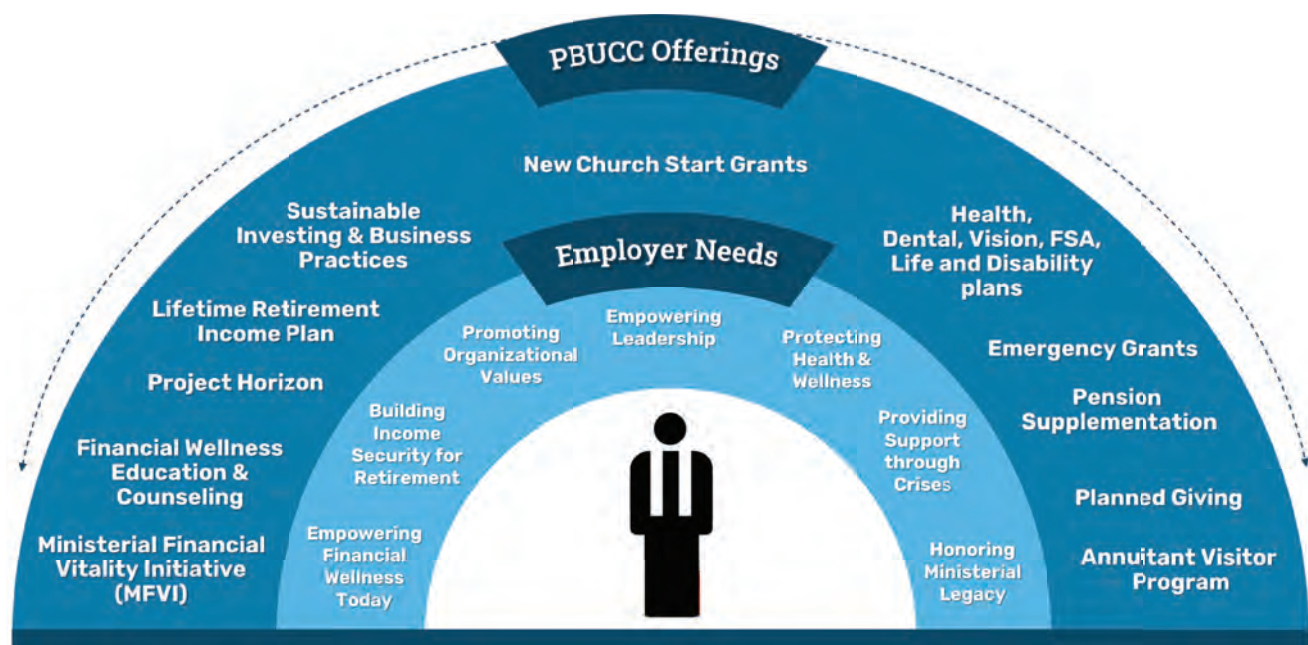 PBUCC Offerings
New Church Start Grants
Sustainable
Investing & Business
Practices
Health,
Dental, Vision, FSA,
Life and Disability
plans
Lifetime Retirement
Income Plan
Emergency Grants
Project Horizon
Pension
Supplementation
Financial Wellness
Education &
Counseling
Planned Giving
Ministerial Financial
Vitality Initiative
(MFVI)
Annuitant Visitor
Program
Employer Needs
Empowering
Leadership
Promoting
Organizational
Values
Protecting
Health &
Wellness
Building
Income
Security for
Retirement
Providing
Support
through
Crises
Empowering
Financial
Wellness
Today
Honoring
Ministerial
Legacy